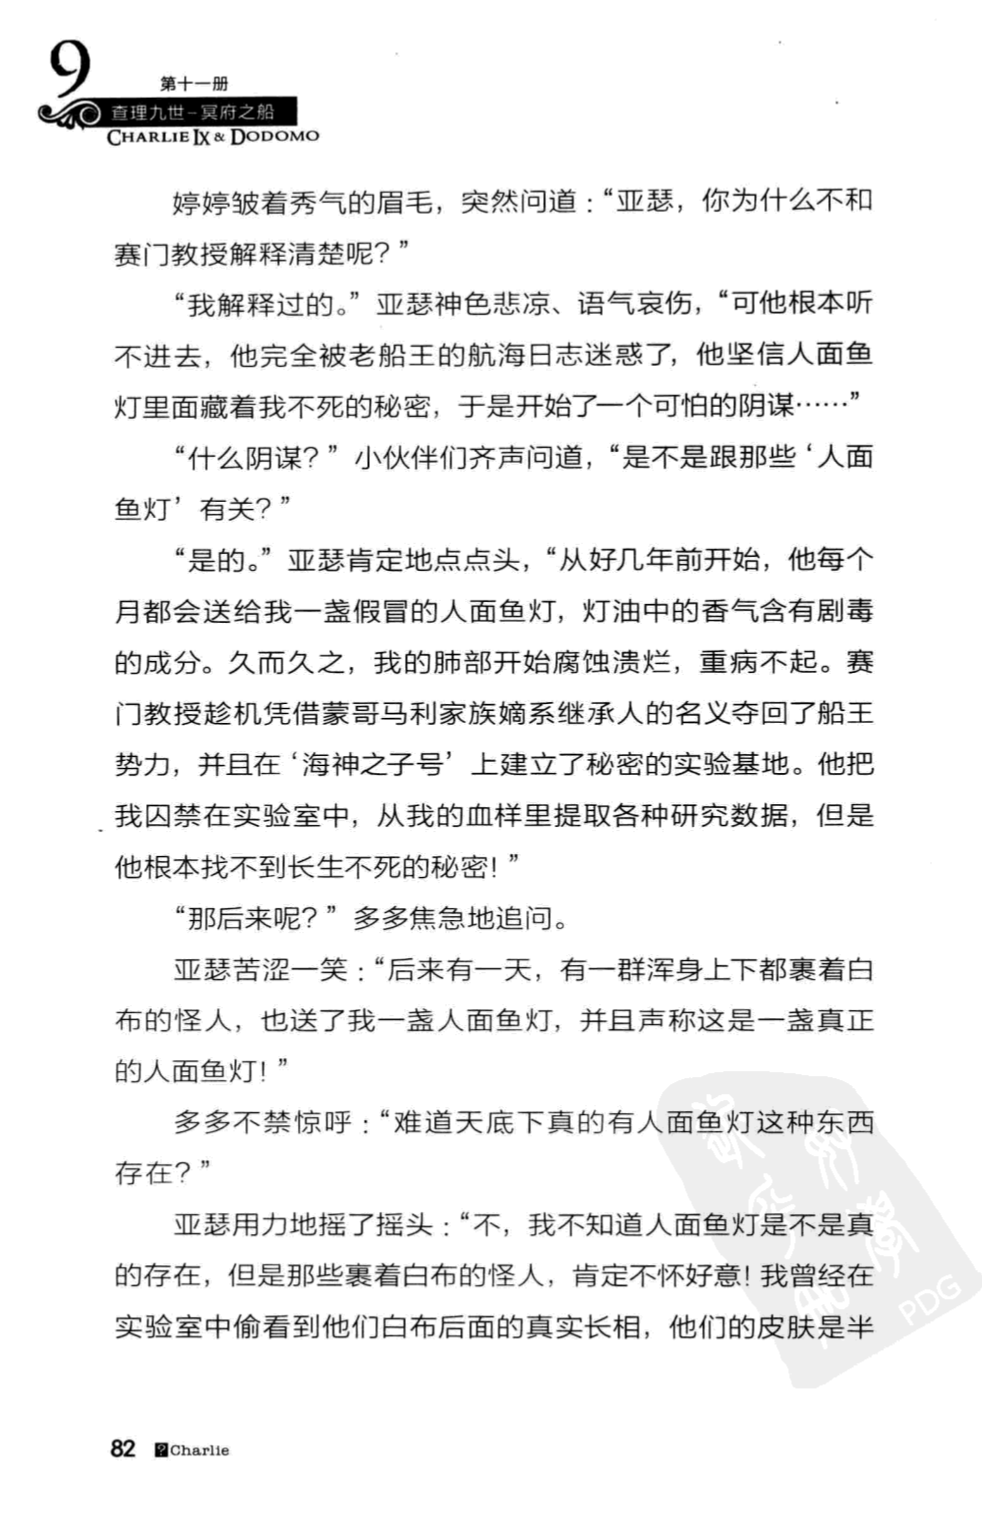 9
第十一册
查理九世-冥府之船
CHARLIE IX & DODOMO
婷婷皱着秀气的眉毛，突然问道：“亚瑟，你为什么不和
赛门教授解释清楚呢？”
“我解释过的。”亚瑟神色悲凉、语气哀伤，“可他根本听
不进去，他完全被老船王的航海日志迷惑了，他坚信人面鱼
灯里面藏着我不死的秘密，于是开始了一个可怕的阴谋……”
“什么阴谋？”小伙伴们齐声问道，“是不是跟那些‘人面
鱼灯’有关？”
“是的。”亚瑟肯定地点点头，“从好几年前开始，他每个
月都会送给我一盏假冒的人面鱼灯，灯油中的香气含有剧毒
的成分。久而久之，我的肺部开始腐蚀溃烂，重病不起。赛
门教授趁机凭借蒙哥马利家族嫡系继承人的名义夺回了船王
势力，并且在‘海神之子号’上建立了秘密的实验基地。他把
我囚禁在实验室中，从我的血样里提取各种研究数据，但是
他根本找不到长生不死的秘密！”
“那后来呢？”多多焦急地追问。
亚瑟苦涩一笑：“后来有一天，有一群浑身上下都裹着白
布的怪人，也送了我一盏人面鱼灯，并且声称这是一盏真正
的人面鱼灯！”
多多不禁惊呼：“难道天底下真的有人面鱼灯这种东西
存在？”
亚瑟用力地摇了摇头：“不，我不知道人面鱼灯是不是真
的存在，但是那些裹着白布的怪人，肯定不怀好意！我曾经在
实验室中偷看到他们白布后面的真实长相，他们的皮肤是半
PDG
82 ?Charlie